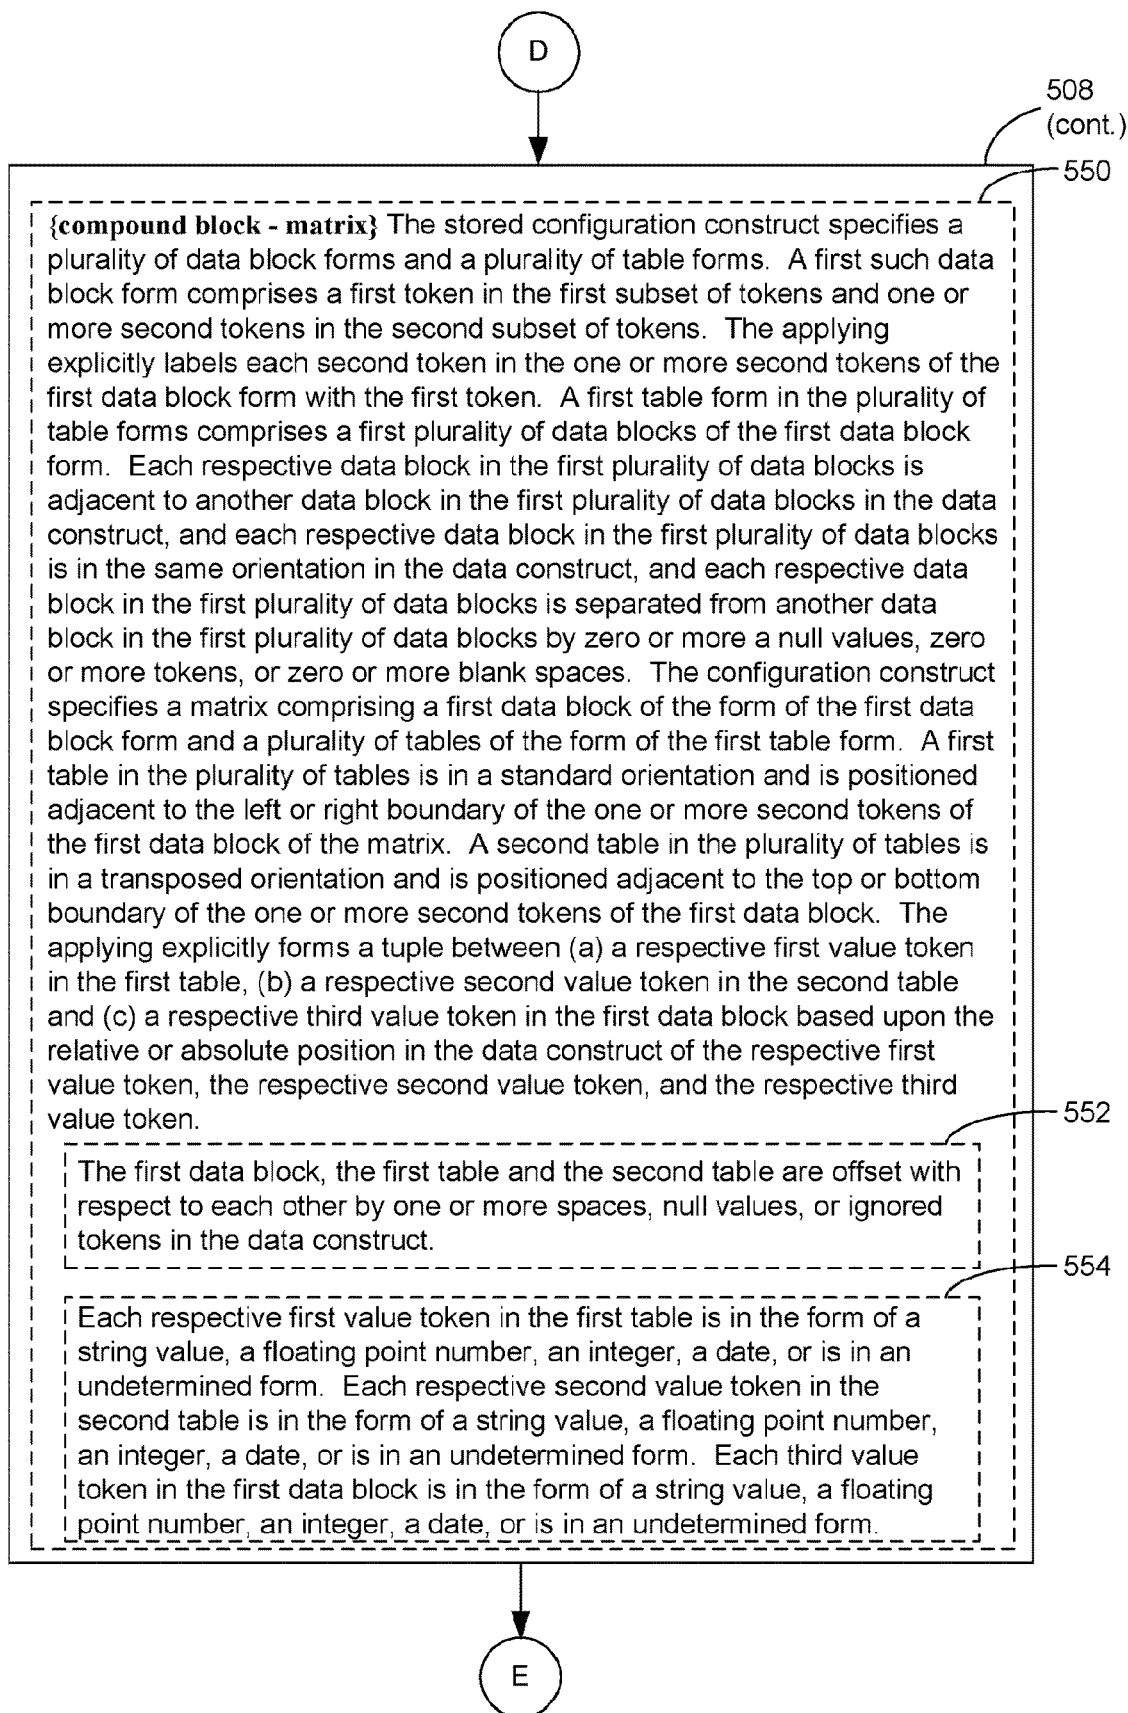 D
508
(cont.)
550
{compound block - matrix} The stored configuration construct specifies a
plurality of data block forms and a plurality of table forms. A first such data
block form comprises a first token in the first subset of tokens and one or
more second tokens in the second subset of tokens. The applying
explicitly labels each second token in the one or more second tokens of the
first data block form with the first token. A first table form in the plurality of
table forms comprises a first plurality of data blocks of the first data block
form. Each respective data block in the first plurality of data blocks is
adjacent to another data block in the first plurality of data blocks in the data
construct, and each respective data block in the first plurality of data blocks
is in the same orientation in the data construct, and each respective data
block in the first plurality of data blocks is separated from another data
block in the first plurality of data blocks by zero or more a null values, zero
or more tokens, or zero or more blank spaces. The configuration construct
specifies a matrix comprising a first data block of the form of the first data
block form and a plurality of tables of the form of the first table form. A first
table in the plurality of tables is in a standard orientation and is positioned
adjacent to the left or right boundary of the one or more second tokens of
the first data block of the matrix. A second table in the plurality of tables is
in a transposed orientation and is positioned adjacent to the top or bottom
boundary of the one or more second tokens of the first data block. The
applying explicitly forms a tuple between (a) a respective first value token
in the first table, (b) a respective second value token in the second table
and (c) a respective third value token in the first data block based upon the
relative or absolute position in the data construct of the respective first
value token, the respective second value token, and the respective third
value token.
552
The first data block, the first table and the second table are offset with
respect to each other by one or more spaces, null values, or ignored
tokens in the data construct.
554
Each respective first value token in the first table is in the form of a
string value, a floating point number, an integer, a date, or is in an
undetermined form. Each respective second value token in the
second table is in the form of a string value, a floating point number,
an integer, a date, or is in an undetermined form. Each third value
token in the first data block is in the form of a string value, a floating
point number, an integer, a date, or is in an undetermined form.
E